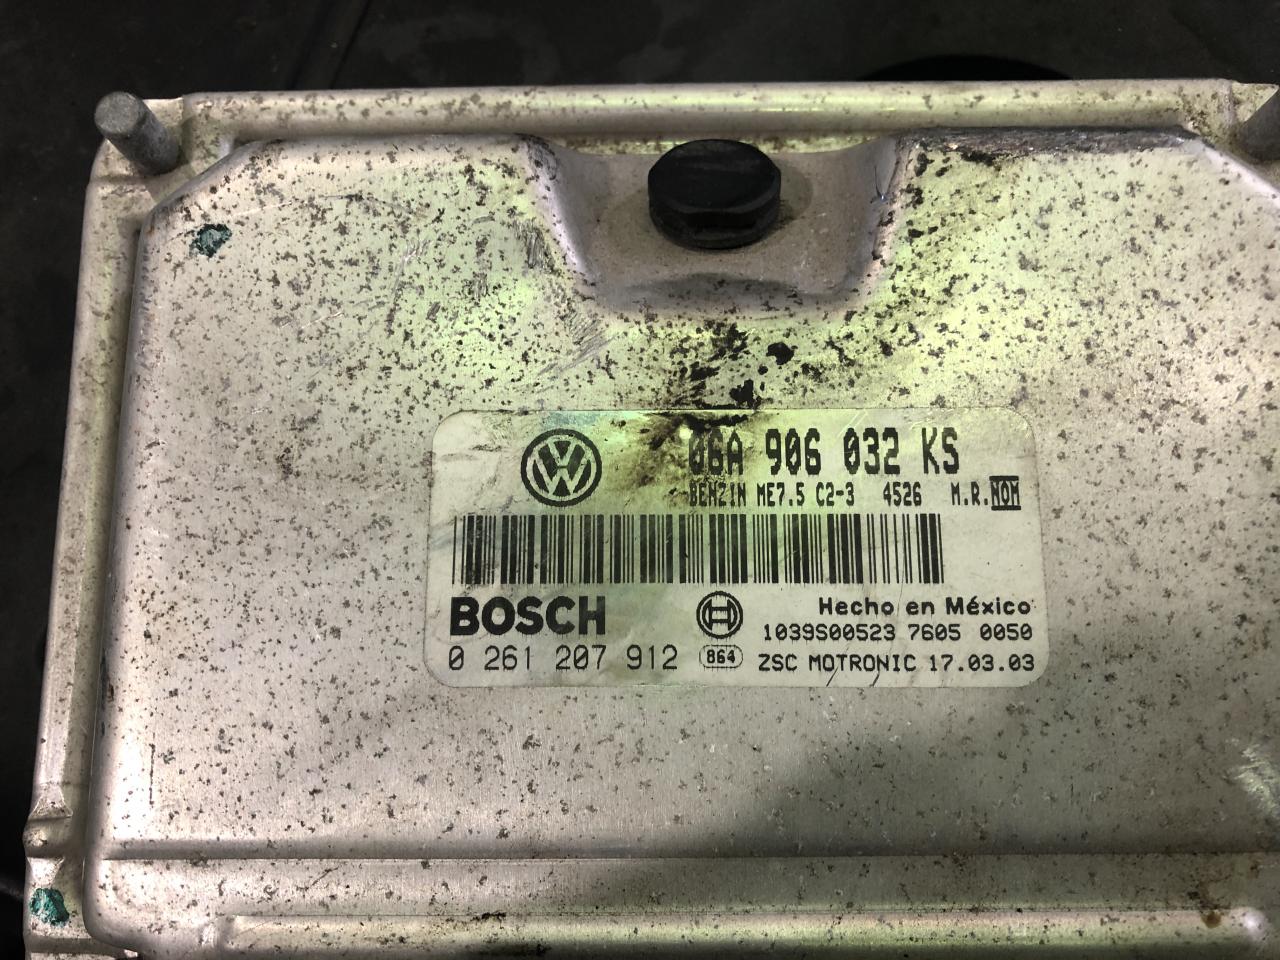 06A 906 032 KS
BENZIN ME7.5 C2-3 4526 M.R. NOM
BOSCH
Hecho en México
1039S00523 7605 0050
0 261 207 912 864 ZSC MOTRONIC 17.03.03